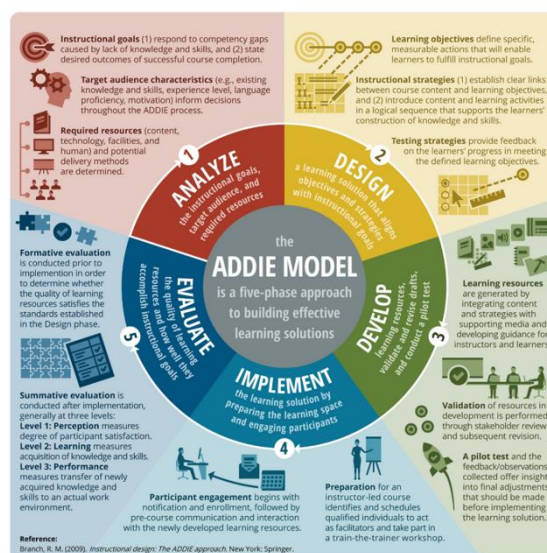 Instructional goals (1) respond to competency gaps
caused by lack of knowledge and skills, and (2) state
desired outcomes of successful course completion.
Target audience characteristics (e.g., existing
knowledge and skills, experience level, language
proficiency, motivation) inform decisions
throughout the ADDIE process.
Required resources (content,
technology, facilities, and
human) and potential
delivery methods
are determined.
Learning objectives define specific,
measurable actions that will enable
learners to fulfill instructional goals.
Instructional strategies (1) establish clear links
between course content and learning objectives,
and (2) introduce content and learning activities
in a logical sequence that supports the learners'
construction of knowledge and skills.
Testing strategies provide feedback
on the learners' progress in meeting
the defined learning objectives.
1
ANALYZE
the instructional goals,
target audience, and
required resources
2
DESIGN
a learning solution that aligns
objectives and strategies
with instructional goals
the
ADDIE MODEL
is a five-phase approach
to building effective
learning solutions
3
DEVELOP
learning resources,
validate and revise drafts,
and conduct a pilot test
4
IMPLEMENT
the learning solution by
preparing the learning space
and engaging participants
5
EVALUATE
the quality of learning
resources and how well they
accomplish instructional goals
Learning resources
are generated by
integrating content
and strategies with
supporting media and
developing guidance for
instructors and learners
Validation of resources in
development is performed
through stakeholder review
and subsequent revision.
A pilot test and the
feedback/observations
collected offer insight
into final adjustments
that should be made
before implementing
the learning solution.
Preparation for an
instructor-led course
identifies and schedules
qualified individuals to act
as facilitators and take part in
a train-the-trainer workshop.
Participant engagement begins with
notification and enrollment, followed by
pre-course communication and interaction
with the newly developed learning resources.
Formative evaluation
is conducted prior to
implementation in order
to determine whether
the quality of learning
resources satisfies the
standards established
in the Design phase.
Summative evaluation is
conducted after implementation,
generally at three levels:
Level 1: Perception measures
degree of participant satisfaction.
Level 2: Learning measures
acquisition of knowledge and skills.
Level 3: Performance
measures transfer of newly
acquired knowledge and
skills to an actual work
environment.
Reference:
Branch, R. M. (2009). Instructional design: The ADDIE approach. New York: Springer.